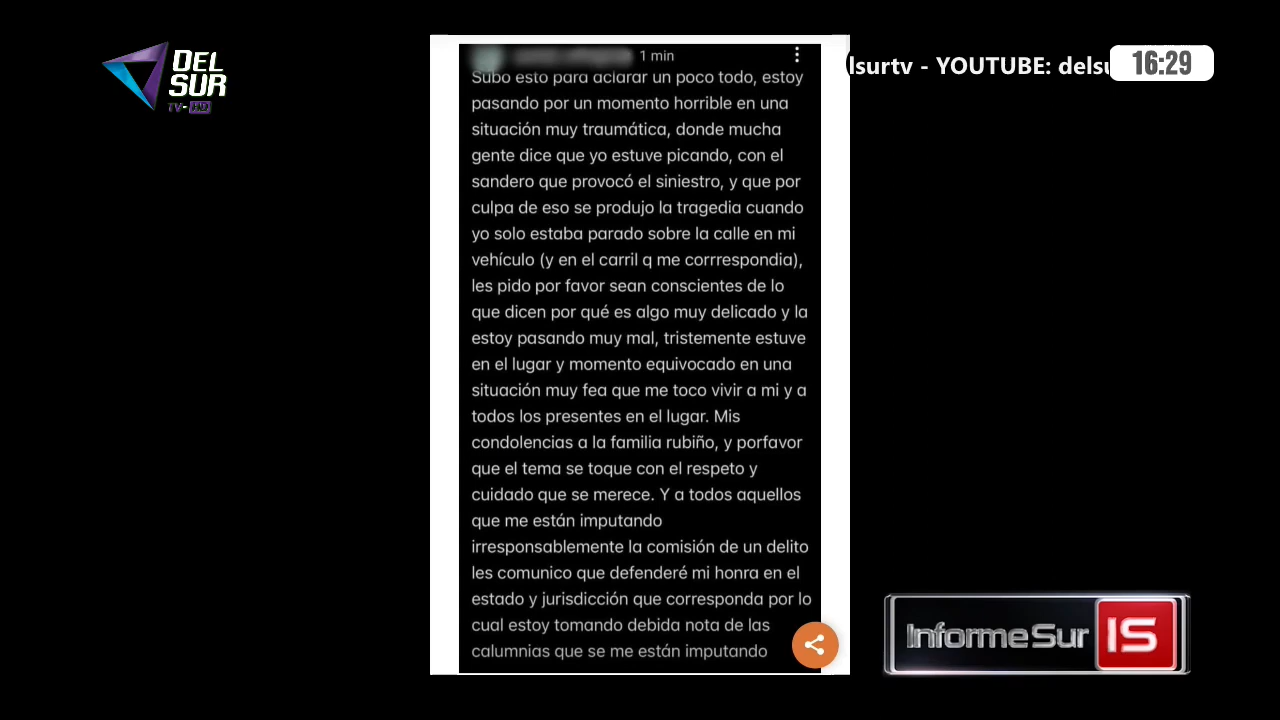 DEL
SUR
TV-HD
lsurtv - YOUTUBE: delsu
16:29
1 min
Subo esto para aclarar un poco todo, estoy
pasando por un momento horrible en una
situación muy traumática, donde mucha
gente dice que yo estuve picando, con el
sandero que provocó el siniestro, y que por
culpa de eso se produjo la tragedia cuando
yo solo estaba parado sobre la calle en mi
vehículo (y en el carril q me corrrespondia),
les pido por favor sean conscientes de lo
que dicen por qué es algo muy delicado y la
estoy pasando muy mal, tristemente estuve
en el lugar y momento equivocado en una
situación muy fea que me toco vivir a mi y a
todos los presentes en el lugar. Mis
condolencias a la familia rubiño, y porfavor
que el tema se toque con el respeto y
cuidado que se merece. Y a todos aquellos
que me están imputando
irresponsablemente la comisión de un delito
les comunico que defenderé mi honra en el
estado y jurisdicción que corresponda por lo
cual estoy tomando debida nota de las
calumnias que se me están imputando
InformeSur IS